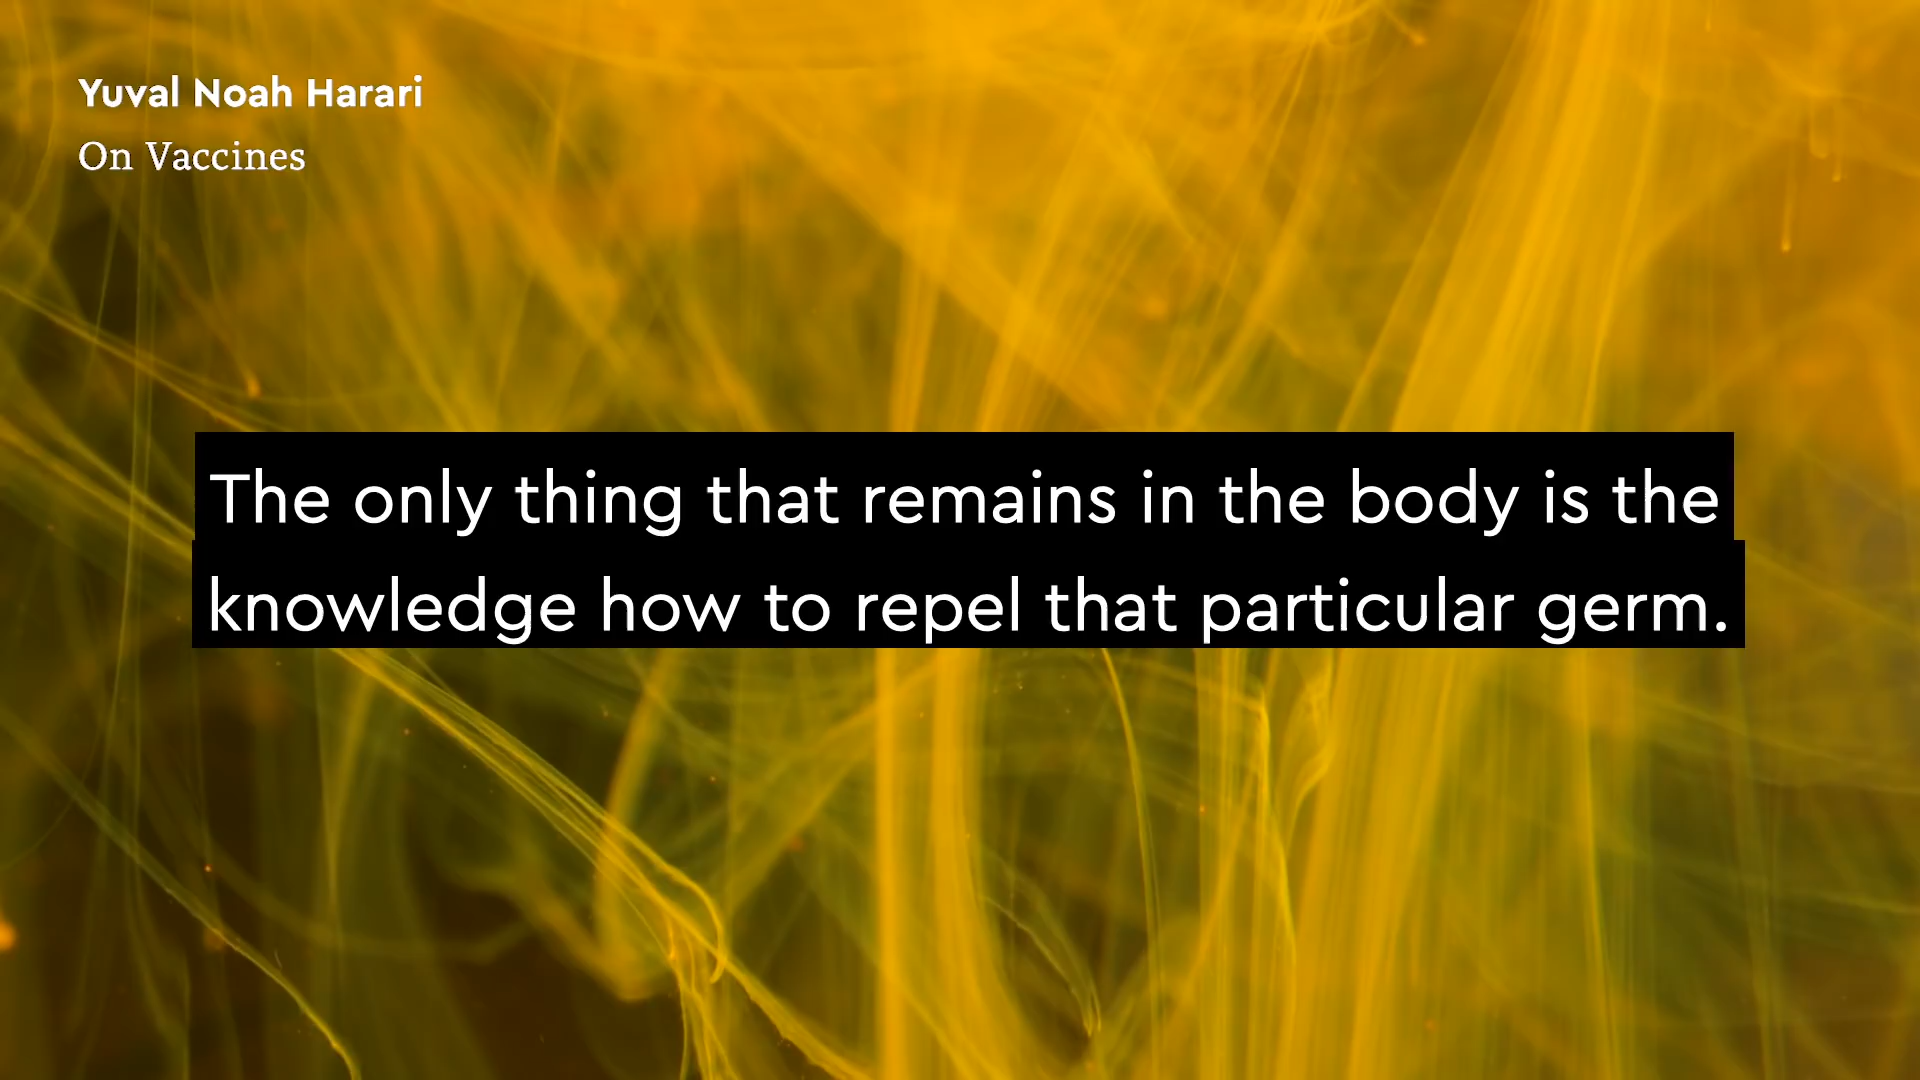 Yuval Noah Harari
On Vaccines
The only thing that remains in the body is the
knowledge how to repel that particular germ.